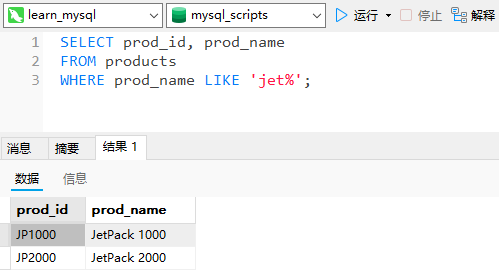 learn_mysql mysql_scripts 运行 停止 解释
1 SELECT prod_id, prod_name
2 FROM products
3 WHERE prod_name LIKE 'jet%';
消息 摘要 结果 1
数据 信息
prod_id prod_name
JP1000 JetPack 1000
JP2000 JetPack 2000